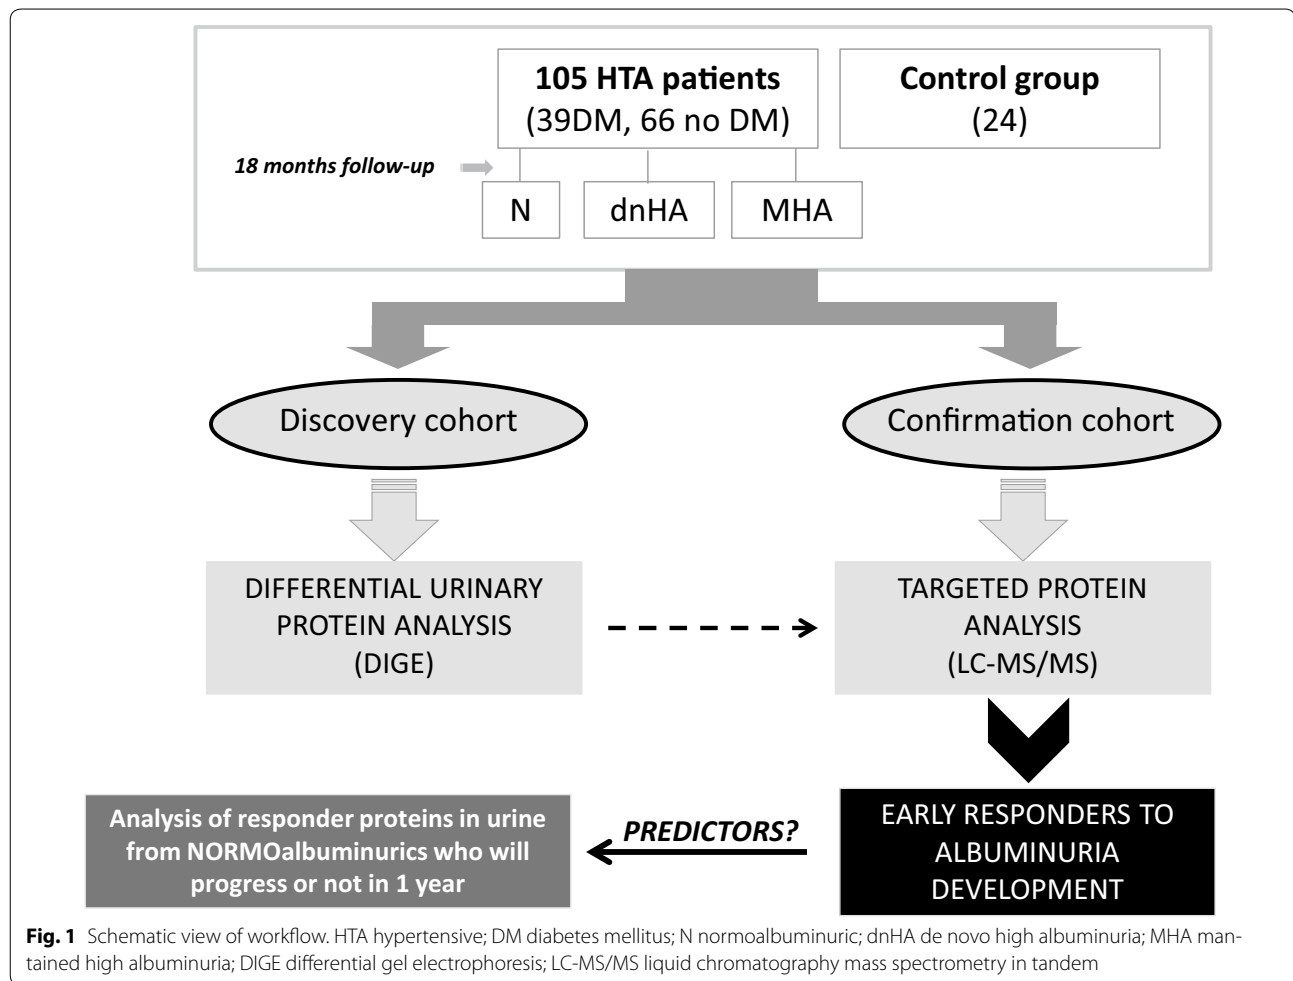 105 HTA patients
(39DM, 66 no DM)
Control group
(24)
18 months follow-up
N
dnHA
MHA
Discovery cohort
Confirmation cohort
DIFFERENTIAL URINARY
PROTEIN ANALYSIS
(DIGE)
TARGETED PROTEIN
ANALYSIS
(LC-MS/MS)
EARLY RESPONDERS TO
ALBUMINURIA
DEVELOPMENT
PREDICTORS?
Analysis of responder proteins in urine
from NORMOalbuminurics who will
progress or not in 1 year
Fig. 1 Schematic view of workflow. HTA hypertensive; DM diabetes mellitus; N normoalbuminuric; dnHA de novo high albuminuria; MHA man-
tained high albuminuria; DIGE differential gel electrophoresis; LC-MS/MS liquid chromatography mass spectrometry in tandem